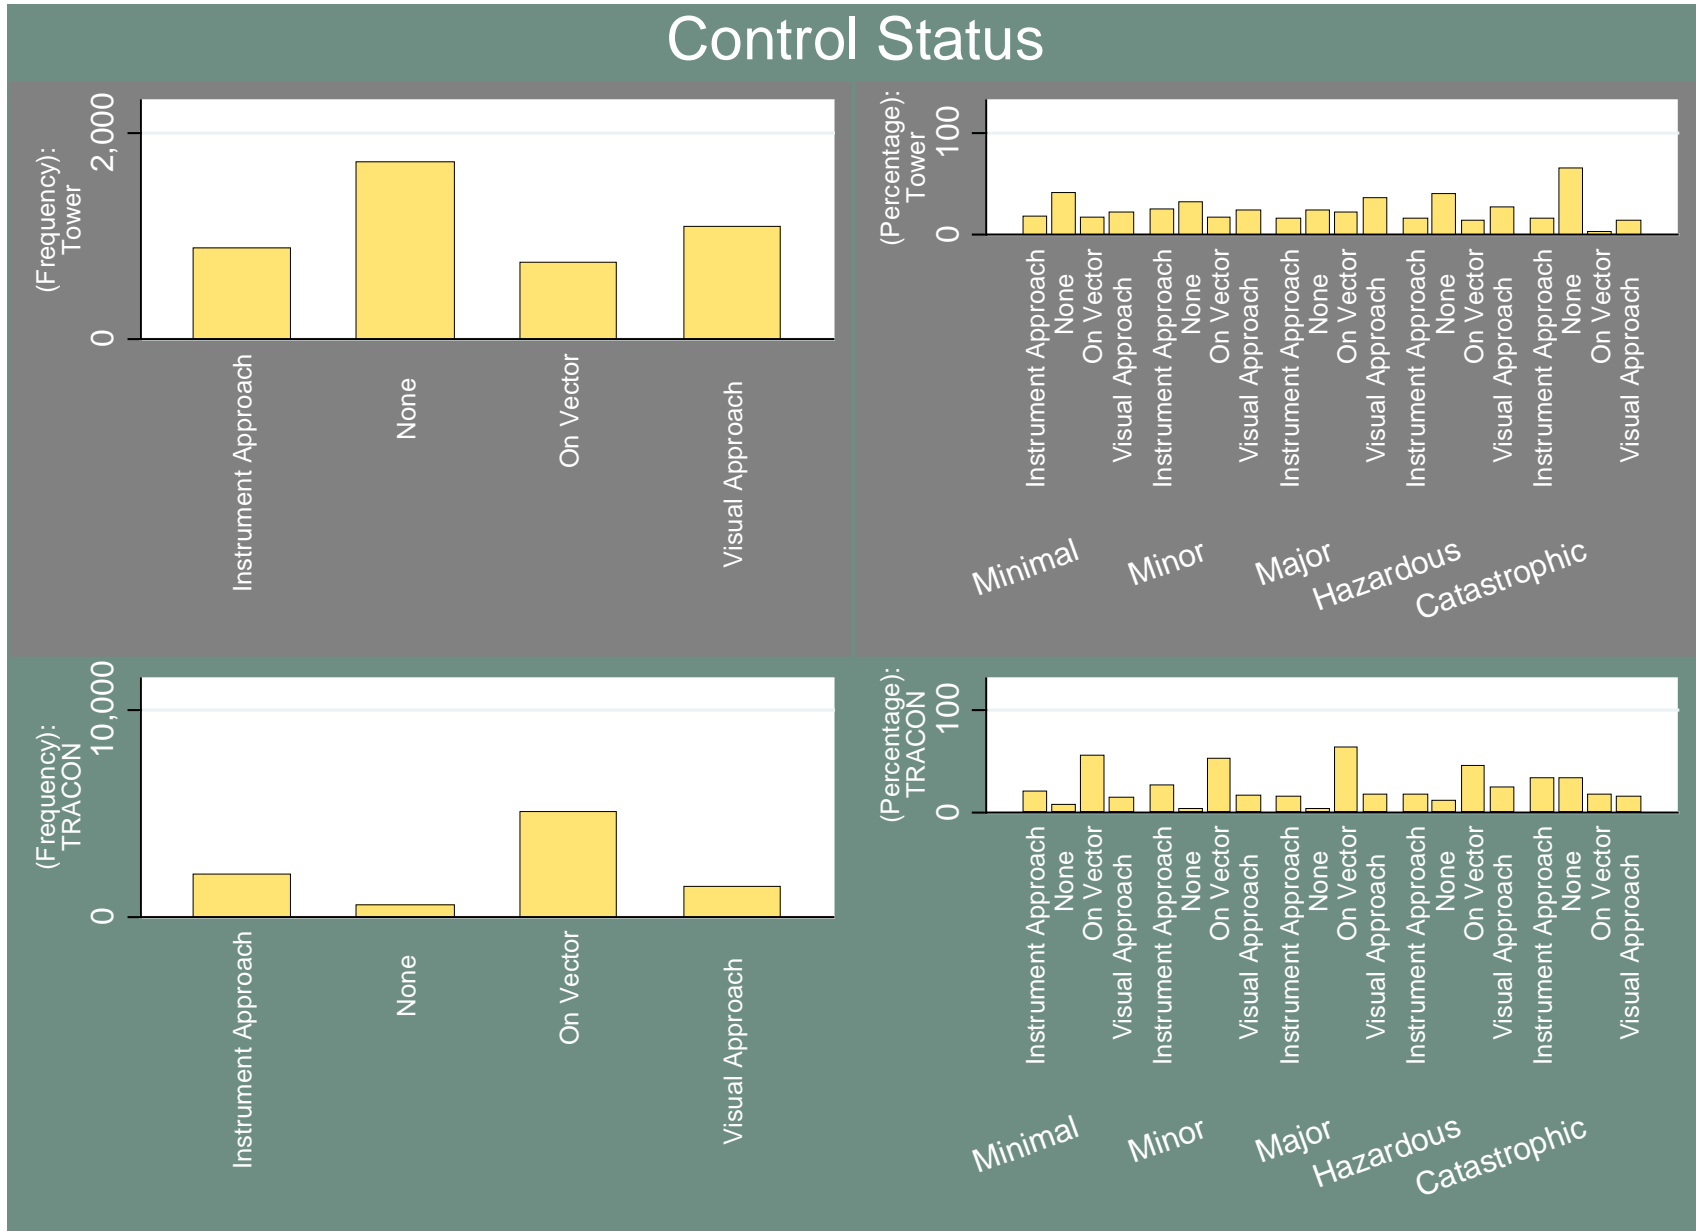 Control Status
(Frequency):
Tower
2,000
0
Instrument Approach
None
On Vector
Visual Approach
(Percentage):
Tower
100
0
Instrument Approach
None
On Vector
Visual Approach
Instrument Approach
None
On Vector
Visual Approach
Instrument Approach
None
On Vector
Visual Approach
Instrument Approach
None
On Vector
Visual Approach
Instrument Approach
None
On Vector
Visual Approach
Minimal
Minor
Major
Hazardous
Catastrophic
(Frequency):
TRACON
10,000
0
Instrument Approach
None
On Vector
Visual Approach
(Percentage):
TRACON
100
0
Instrument Approach
None
On Vector
Visual Approach
Instrument Approach
None
On Vector
Visual Approach
Instrument Approach
None
On Vector
Visual Approach
Instrument Approach
None
On Vector
Visual Approach
Instrument Approach
None
On Vector
Visual Approach
Minimal
Minor
Major
Hazardous
Catastrophic